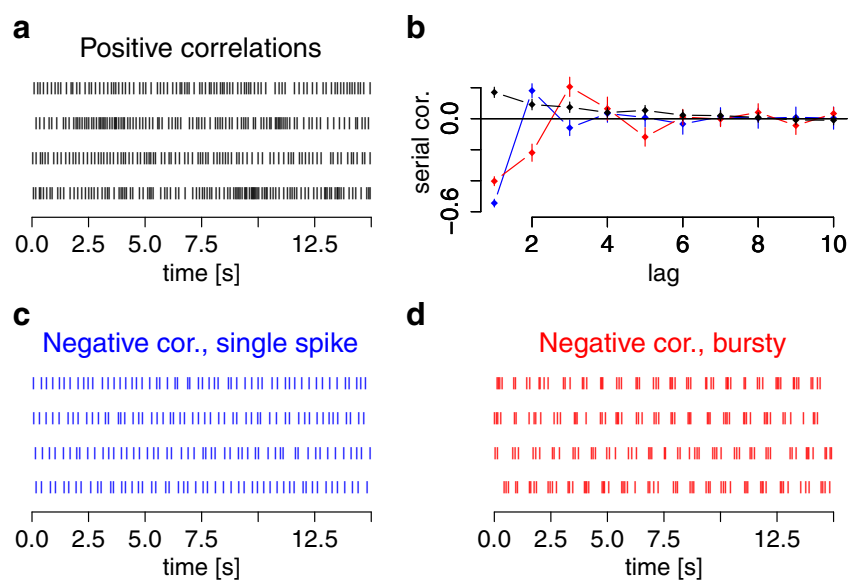 a
Positive correlations
0.0 2.5 5.0 7.5 12.5
time [s]
b
serial cor.
0.0
−0.6
2 4 6 8 10
lag
c
Negative cor., single spike
0.0 2.5 5.0 7.5 12.5
time [s]
d
Negative cor., bursty
0.0 2.5 5.0 7.5 12.5
time [s]